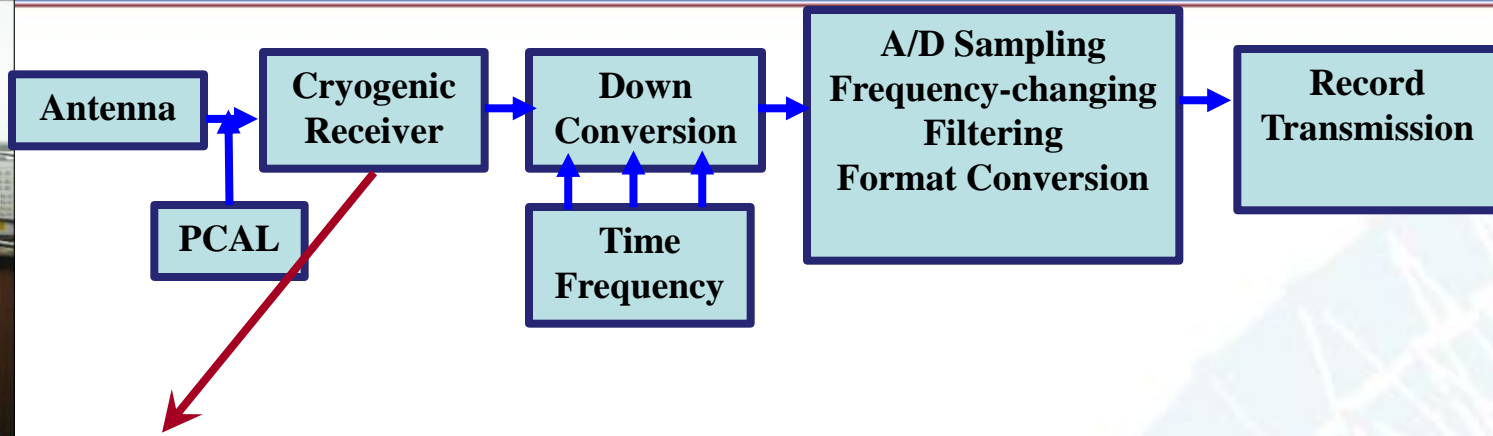 Antenna
PCAL
Cryogenic
Receiver
Down
Conversion
Time
Frequency
A/D Sampling
Frequency-changing
Filtering
Format Conversion
Record
Transmission